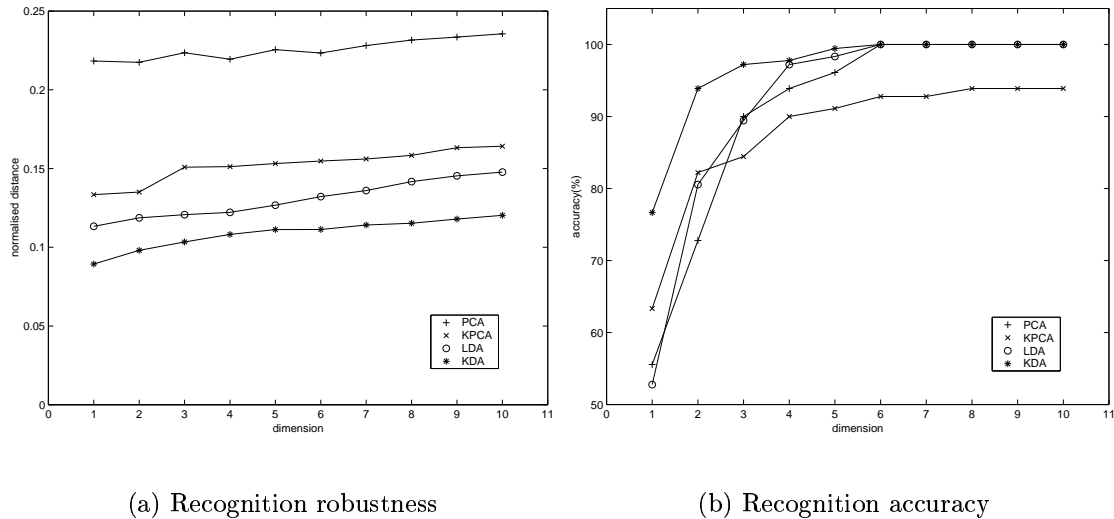 0.25
0.2
0.15
0.1
0.05
0
normalised distance
0 1 2 3 4 5 6 7 8 9 10 11
dimension
PCA
KPCA
LDA
KDA
(a) Recognition robustness
100
90
80
70
60
50
accuracy(%)
0 1 2 3 4 5 6 7 8 9 10 11
dimension
PCA
KPCA
LDA
KDA
(b) Recognition accuracy